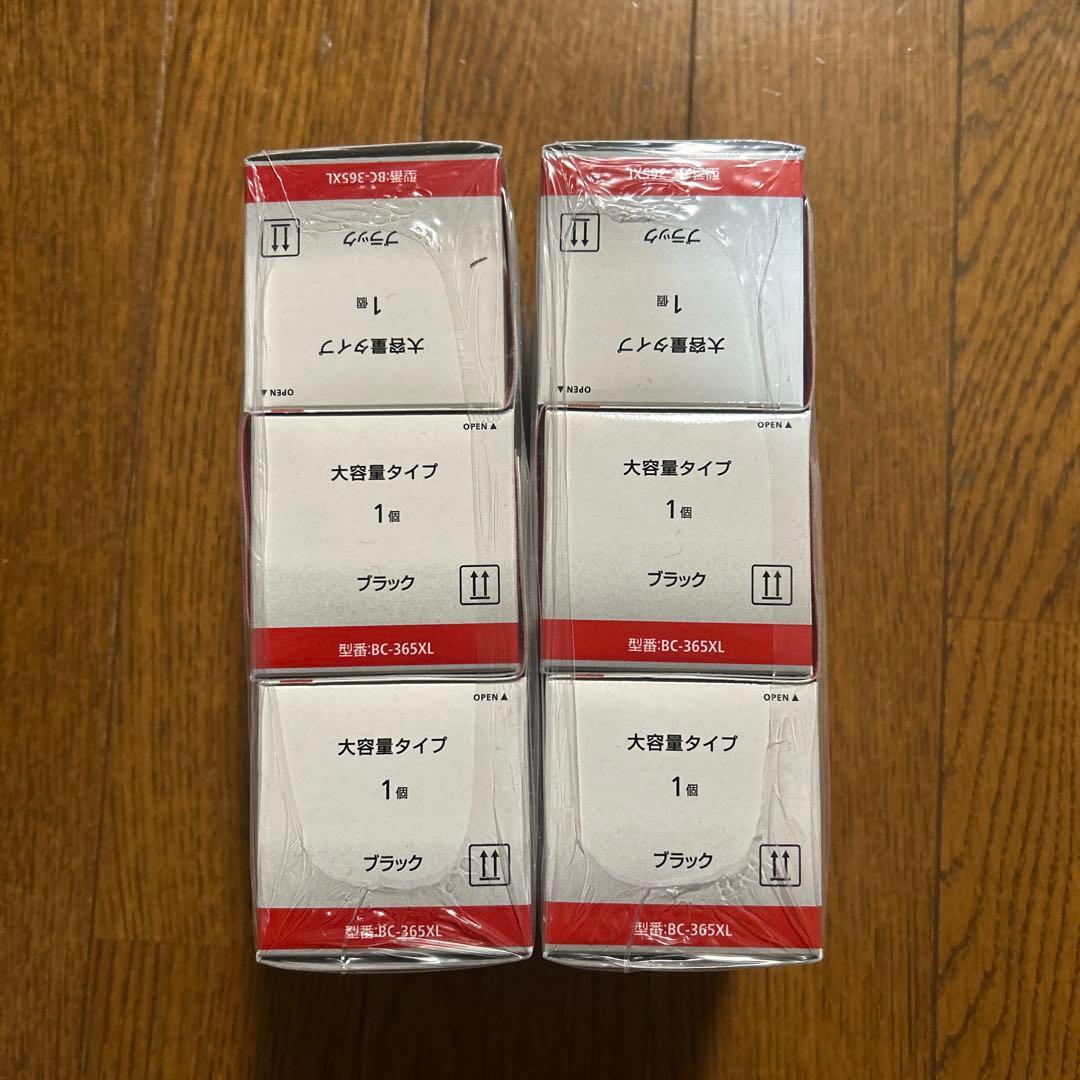 型番:BC-365XL
ブラック
1個
大容量タイプ
OPEN▲
OPEN▲
大容量タイプ
1個
ブラック
型番:BC-365XL
OPEN▲
大容量タイプ
1個
ブラック
型番:BC-365XL
型番:BC-365XL
ブラック
1個
大容量タイプ
OPEN▲
OPEN▲
大容量タイプ
1個
ブラック
型番:BC-365XL
OPEN▲
大容量タイプ
1個
ブラック
型番:BC-365XL